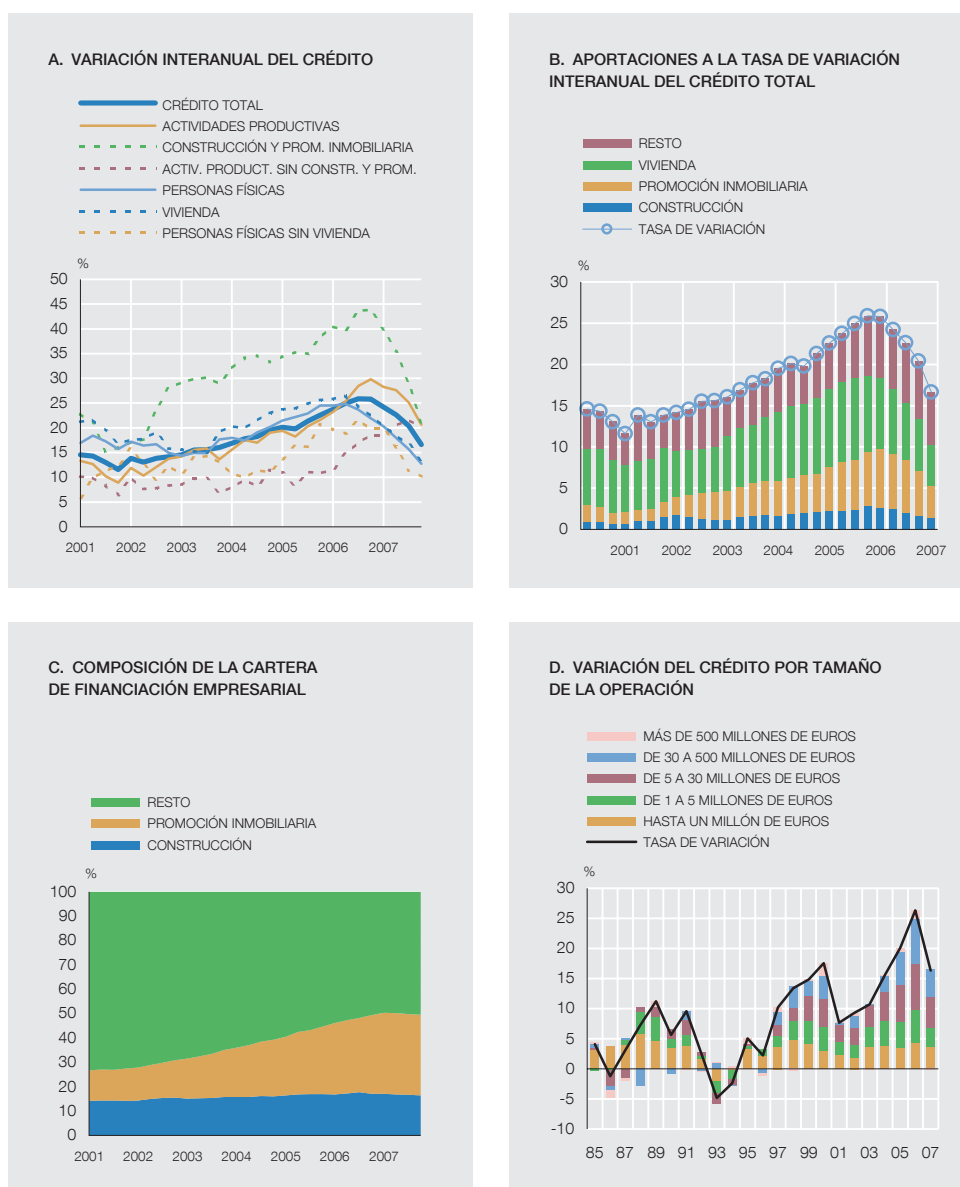 A. VARIACIÓN INTERANUAL DEL CRÉDITO
CRÉDITO TOTAL
ACTIVIDADES PRODUCTIVAS
CONSTRUCCIÓN Y PROM. INMOBILIARIA
ACTIV. PRODUCT. SIN CONSTR. Y PROM.
PERSONAS FÍSICAS
VIVIENDA
PERSONAS FÍSICAS SIN VIVIENDA
%
50
45
40
35
30
25
20
15
10
5
0
2001 2002 2003 2004 2005 2006 2007
B. APORTACIONES A LA TASA DE VARIACIÓN
INTERANUAL DEL CRÉDITO TOTAL
RESTO
VIVIENDA
PROMOCIÓN INMOBILIARIA
CONSTRUCCIÓN
TASA DE VARIACIÓN
%
30
25
20
15
10
5
0
2001 2002 2003 2004 2005 2006 2007
C. COMPOSICIÓN DE LA CARTERA
DE FINANCIACIÓN EMPRESARIAL
RESTO
PROMOCIÓN INMOBILIARIA
CONSTRUCCIÓN
%
100
90
80
70
60
50
40
30
20
10
0
2001 2002 2003 2004 2005 2006 2007
D. VARIACIÓN DEL CRÉDITO POR TAMAÑO
DE LA OPERACIÓN
MÁS DE 500 MILLONES DE EUROS
DE 30 A 500 MILLONES DE EUROS
DE 5 A 30 MILLONES DE EUROS
DE 1 A 5 MILLONES DE EUROS
HASTA UN MILLÓN DE EUROS
TASA DE VARIACIÓN
%
30
25
20
15
10
5
0
-5
-10
85 87 89 91 93 95 97 99 01 03 05 07